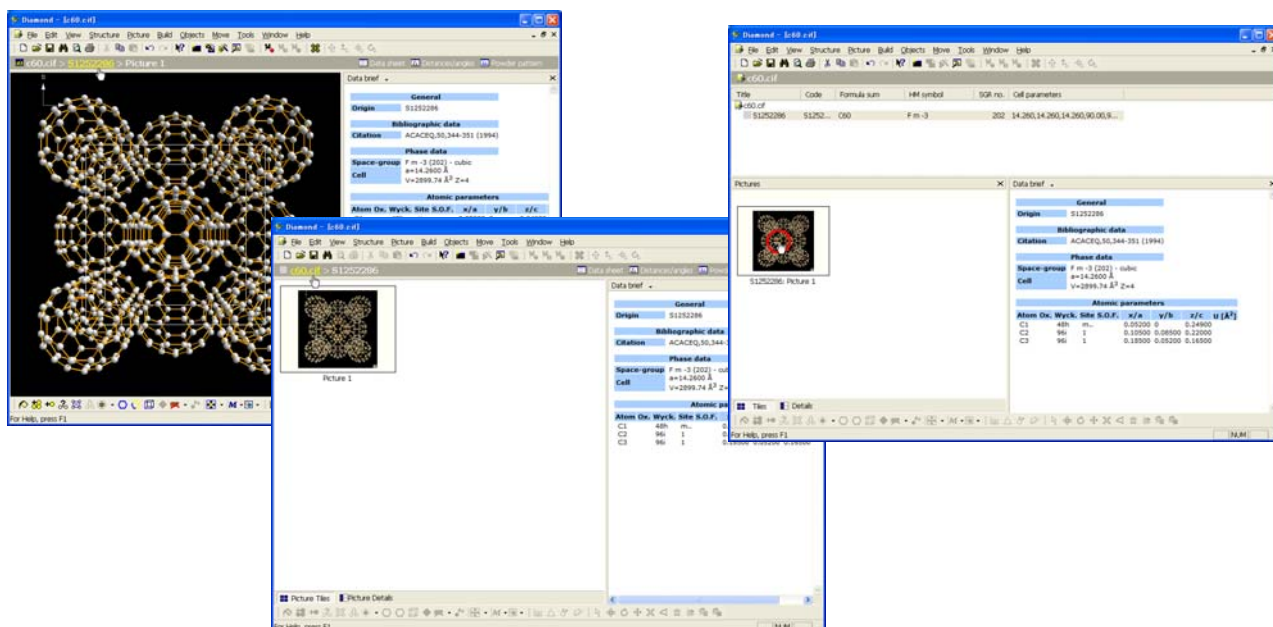 Diamond - [c60.cif]
File Edit View Structure Picture Build Objects Move Tools Window Help
c60.cif > S1252286 > Picture 1
Data sheet Distances/angles Powder pattern
Data brief
General
Origin S1252286
Bibliographic data
Citation ACACEQ,50,344-351 (1994)
Phase data
Space-group F m -3 (202) - cubic
Cell a=14.2600 Å
V=2899.74 Å³ Z=4
Atomic parameters
Atom Ox. Wyck. Site S.O.F. x/a y/b z/c
For Help, press F1
Diamond - [c60.cif]
File Edit View Structure Picture Build Objects Move Tools Window Help
c60.cif > S1252286
Data sheet Distances/angles
Picture 1
Data brief
General
Origin S1252286
Bibliographic data
Citation ACACEQ,50,344-
Phase data
Space-group F m -3 (202) - cubic
Cell a=14.2600 Å
V=2899.74 Å³ Z=
Atom Ox. Wyck. Site S.O.F.
C1 48h m..
C2 96i 1
C3 96i 1
Picture Tiles Picture Details
For Help, press F1
NUM
Diamond - [c60.cif]
File Edit View Structure Picture Build Objects Move Tools Window Help
c60.cif
Title Code Formula sum HM symbol SGR no. Cell parameters
c60.cif
S1252286 S1252... C60 F m -3 202 14.260,14.260,14.260,90.00,9...
Pictures
S1252286: Picture 1
Data brief
General
Origin S1252286
Bibliographic data
Citation ACACEQ,50,344-351 (1994)
Phase data
Space-group F m -3 (202) - cubic
Cell a=14.2600 Å
V=2899.74 Å³ Z=4
Atomic parameters
Atom Ox. Wyck. Site S.O.F. x/a y/b z/c U [Å²]
C1 48h m.. 0.05200 0 0.24900
C2 96i 1 0.10500 0.08500 0.22000
C3 96i 1 0.18500 0.05200 0.16500
Tiles Details
For Help, press F1
NUM